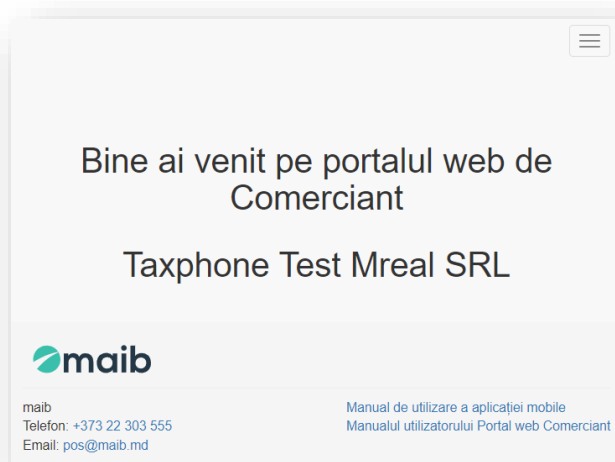 Bine ai venit pe portalul web de
Comerciant
Taxphone Test Mreal SRL
maib
maib
Telefon: +373 22 303 555
Email: pos@maib.md
Manual de utilizare a aplicației mobile
Manualul utilizatorului Portal web Comerciant